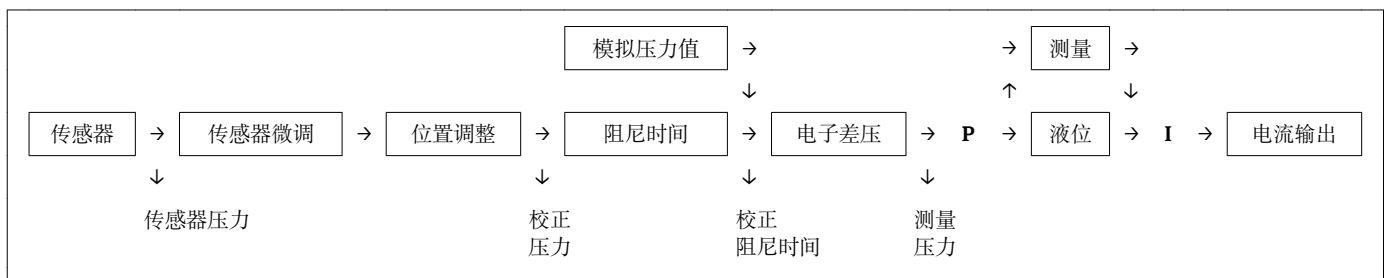 模拟压力值 → → 测量 →
↓ ↑ ↓
传感器 → 传感器微调 → 位置调整 → 阻尼时间 → 电子差压 → P → 液位 → I → 电流输出
↓ ↓ ↓ ↓
传感器压力 校正 校正 测量
压力 阻尼时间 压力